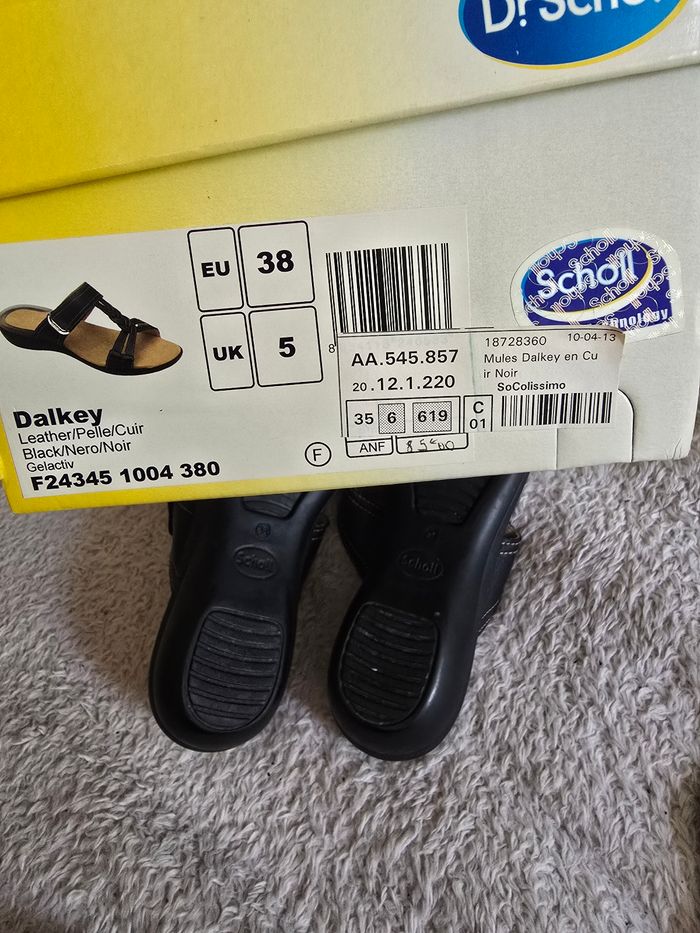 Dr Scho
EU 38
UK 5
Scholl
Dalkey
Leather/Pelle/Cuir
Black/Nero/Noir
Gelactiv
F24345 1004 380
F
AA.545.857
20.12.1.220
35 6 619 C 01
ANF
18728360 10-04-13
Mules Dalkey en Cu
ir Noir
SoColissimo
Scholl
Scholl